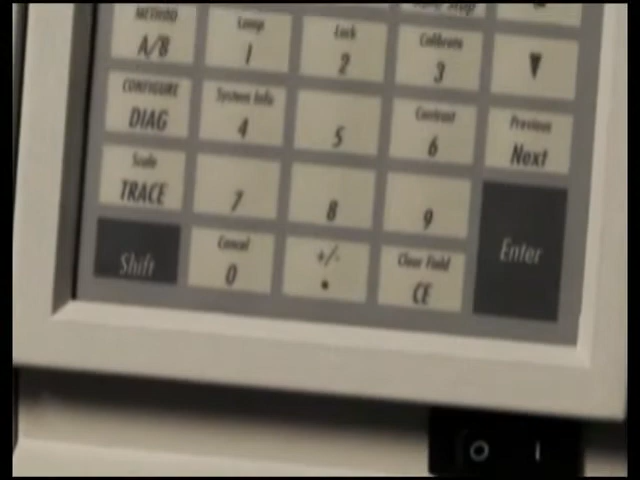 METHOD
A/B
Lamp
1
Lock
2
Calibrate
3
CONFIGURE
DIAG
System Info
4
5
Contrast
6
Previous
Next
Scale
TRACE
7
8
9
Enter
Shift
Cancel
0
+/-
.
Clear Field
CE
O I